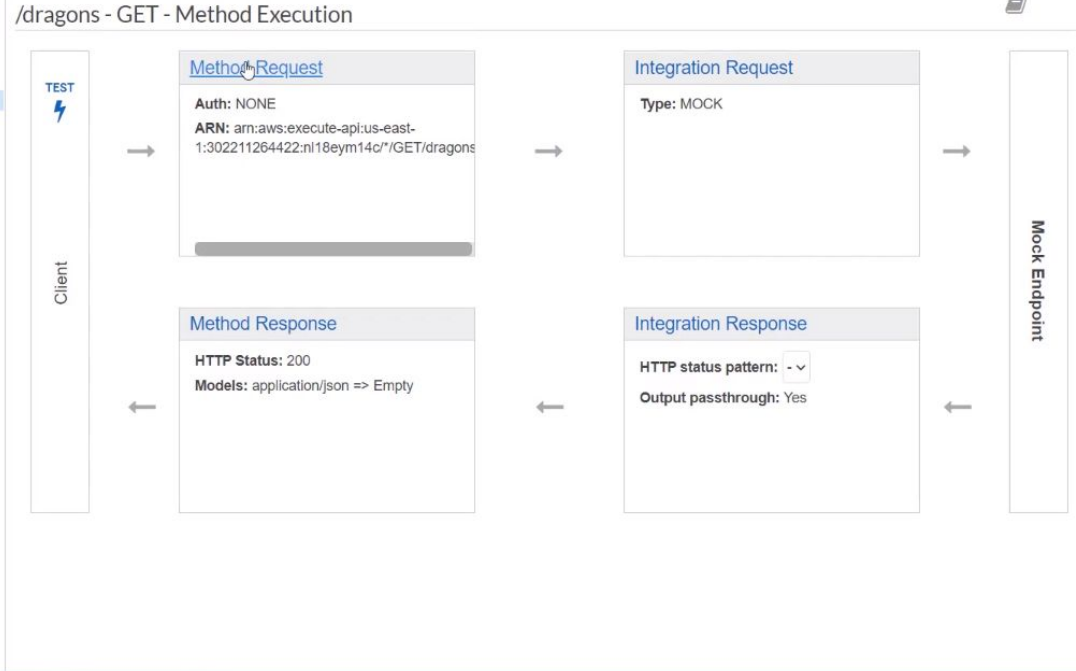 /dragons - GET - Method Execution
TEST
Client
Method Request
Auth: NONE
ARN: arn:aws:execute-api:us-east-
1:302211264422:nl18eym14c/*/GET/dragons
Integration Request
Type: MOCK
Mock Endpoint
Method Response
HTTP Status: 200
Models: application/json => Empty
Integration Response
HTTP status pattern: -
Output passthrough: Yes